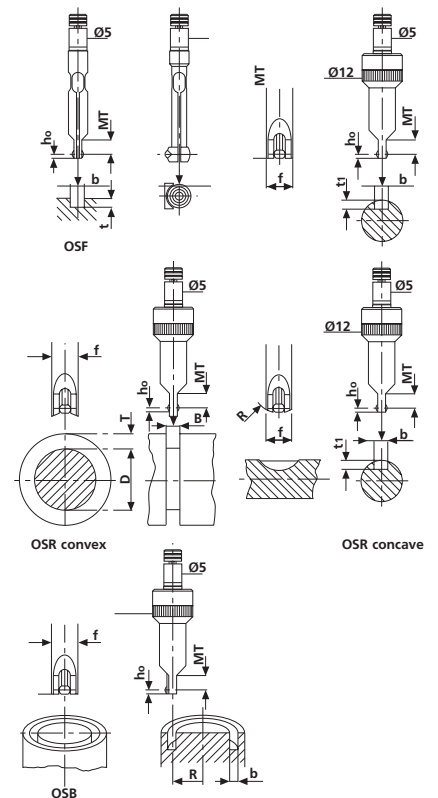 Ø5
MT
h₀
b
t
OSF
MT
f
Ø5
Ø12
MT
h₀
t₁
b
f
T
D
OSR convex
Ø5
MT
h₀
B
R
f
Ø5
Ø12
MT
h₀
t₁
b
OSR concave
f
OSB
Ø5
MT
h₀
R
b